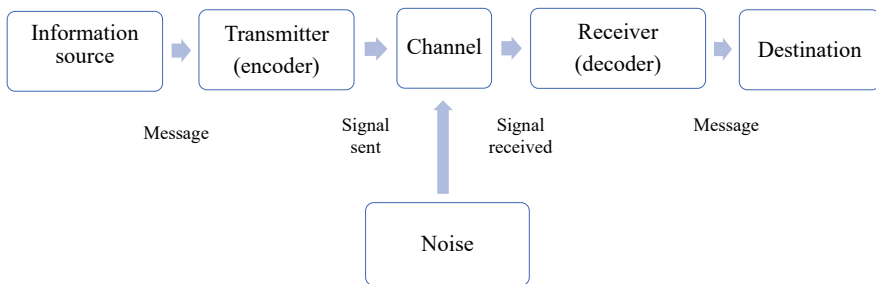 Information
source
Transmitter
(encoder)
Channel
Receiver
(decoder)
Destination
Message
Signal
sent
Signal
received
Message
Noise